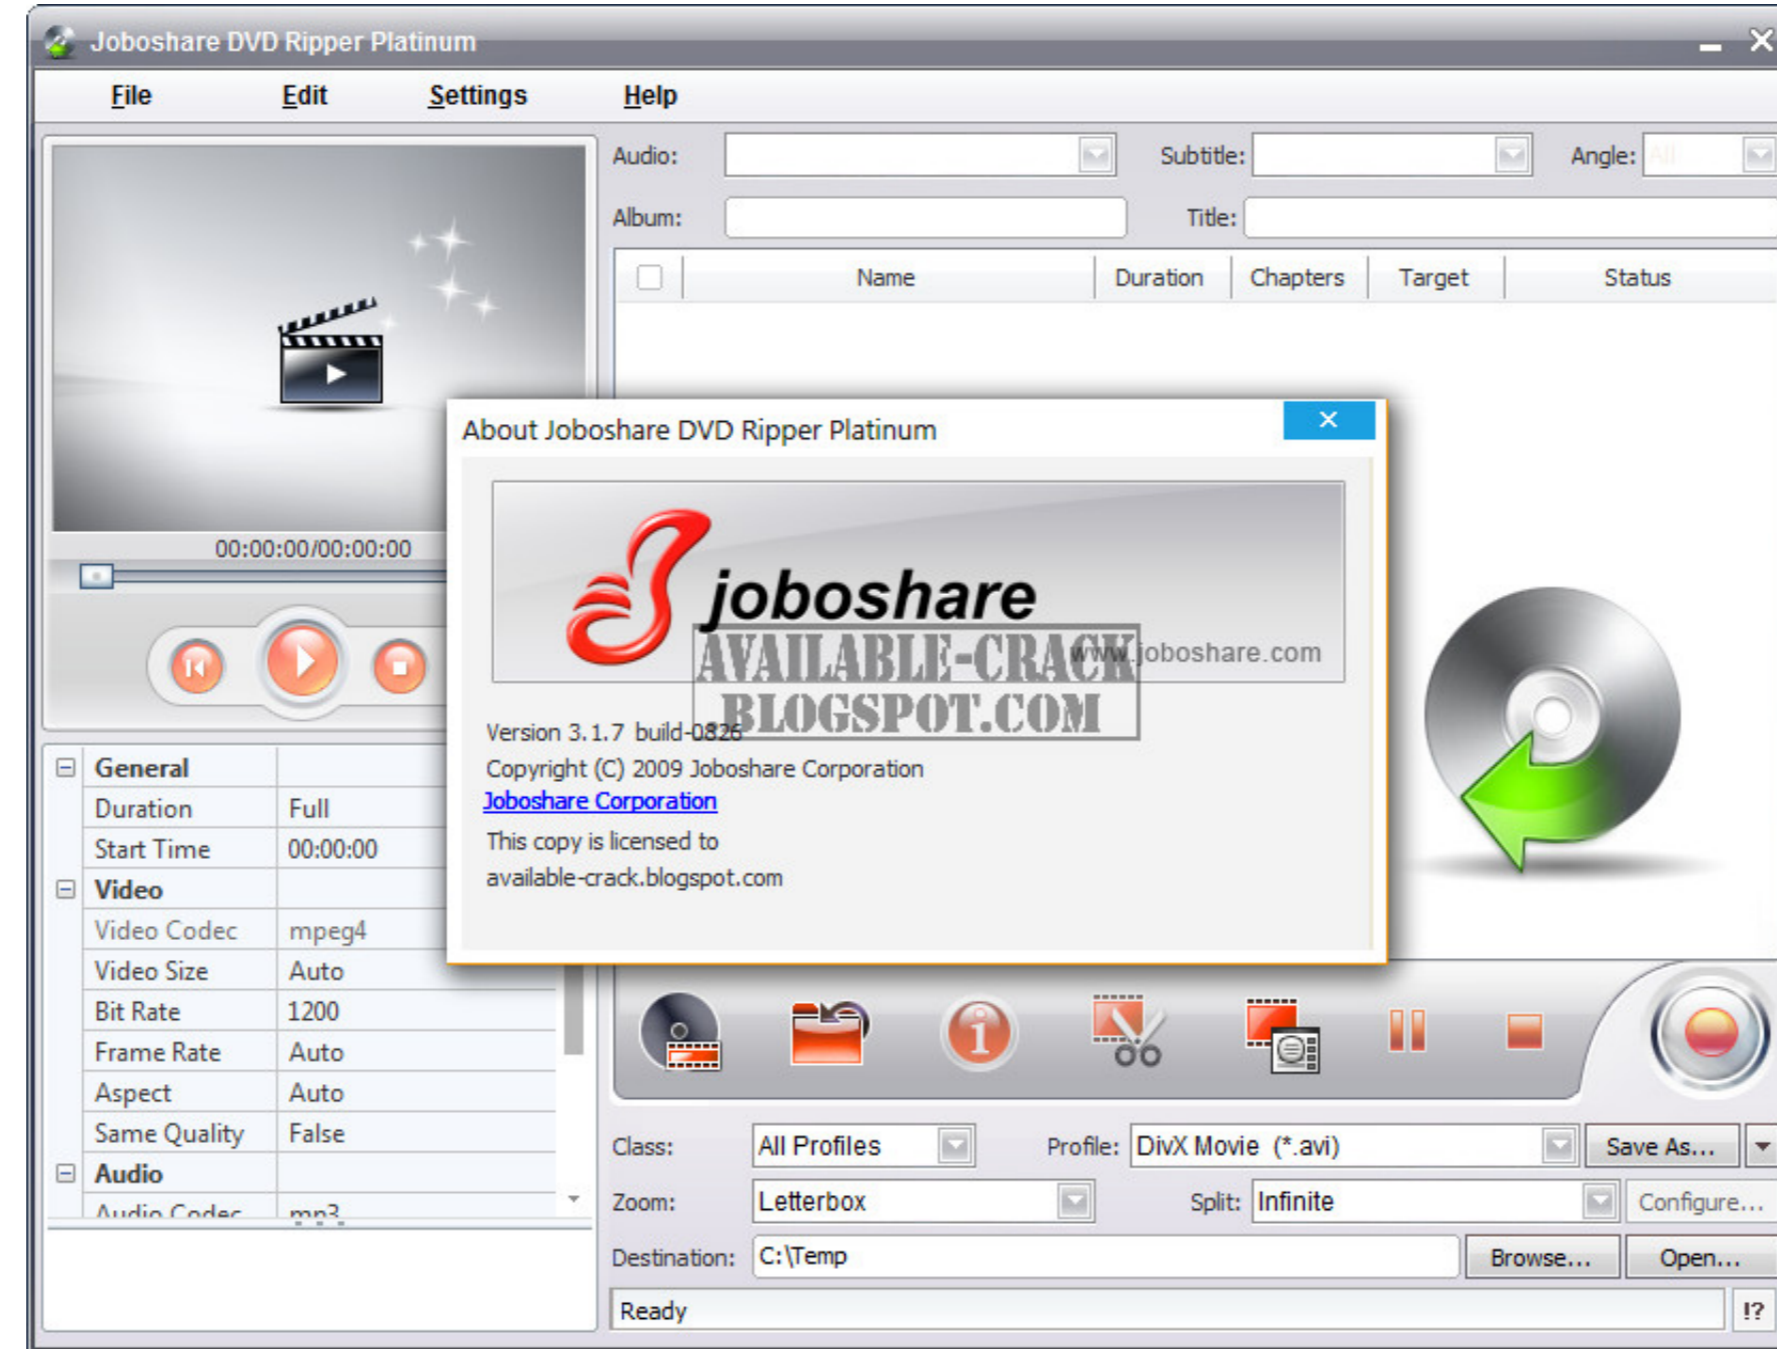 Joboshare DVD Ripper Platinum
File Edit Settings Help
Audio: Subtitle: Angle: All
Album: Title:
Name Duration Chapters Target Status
00:00:00/00:00:00
About Joboshare DVD Ripper Platinum
joboshare
www.joboshare.com
AVAILABLE-CRACK
BLOGSPOT.COM
Version 3.1.7 build-0826
Copyright (C) 2009 Joboshare Corporation
Joboshare Corporation
This copy is licensed to
available-crack.blogspot.com
General
Duration Full
Start Time 00:00:00
Video
Video Codec mpeg4
Video Size Auto
Bit Rate 1200
Frame Rate Auto
Aspect Auto
Same Quality False
Audio
Audio Codec mp3
Class: All Profiles Profile: DivX Movie (*.avi) Save As...
Zoom: Letterbox Split: Infinite Configure...
Destination: C:\Temp Browse... Open...
Ready !?